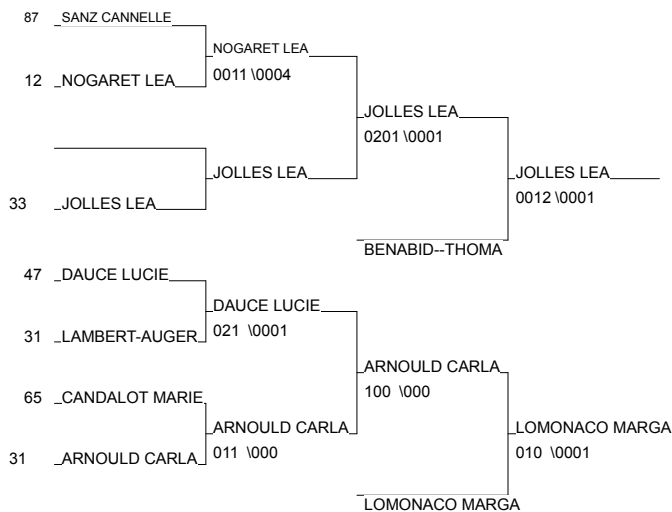 87 SANZ CANNELLE
NOGARET LEA
0011 \0004
12 NOGARET LEA
JOLLES LEA
0201 \0001
JOLLES LEA
JOLLES LEA
0012 \0001
33 JOLLES LEA
BENABID--THOMA
47 DAUCE LUCIE
DAUCE LUCIE
021 \0001
31 LAMBERT-AUGER
ARNOULD CARLA
100 \000
65 CANDALOT MARIE
ARNOULD CARLA
011 \000
LOMONACO MARGA
010 \0001
31 ARNOULD CARLA
LOMONACO MARGA